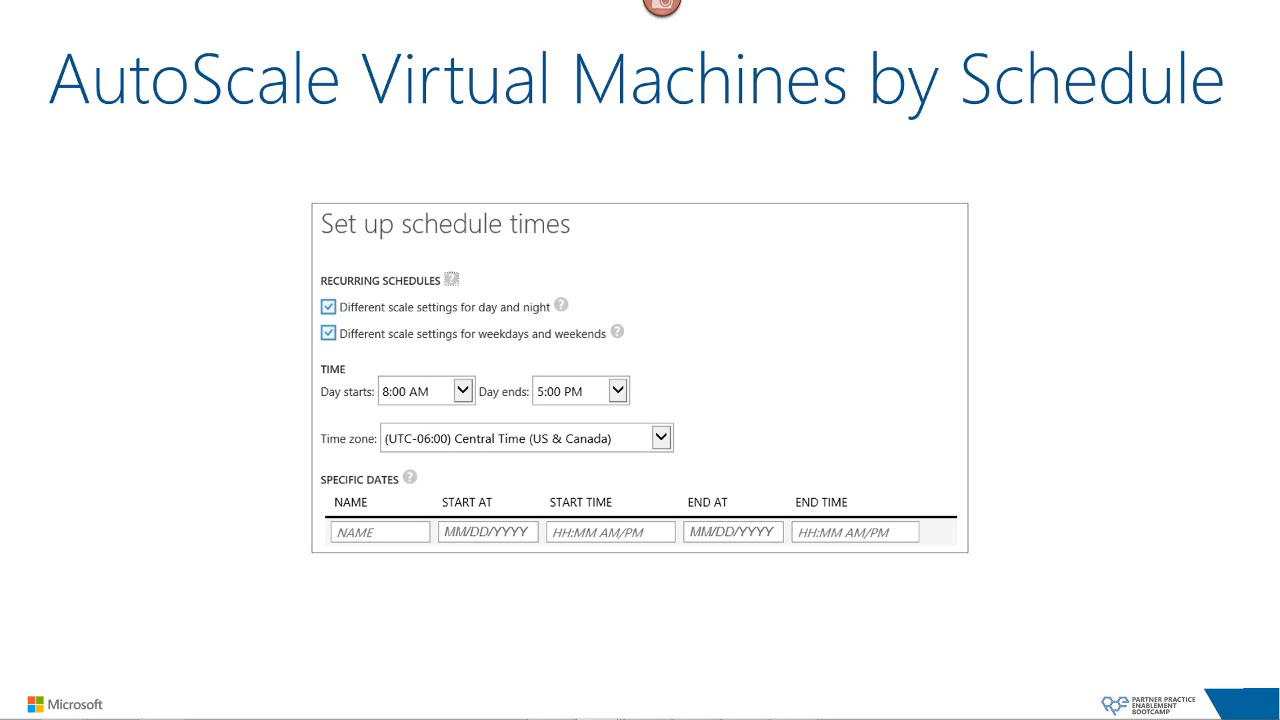 AutoScale Virtual Machines by Schedule
Set up schedule times
RECURRING SCHEDULES ?
Different scale settings for day and night ?
Different scale settings for weekdays and weekends ?
TIME
Day starts: 8:00 AM Day ends: 5:00 PM
Time zone: (UTC-06:00) Central Time (US & Canada)
SPECIFIC DATES ?
NAME START AT START TIME END AT END TIME
NAME MM/DD/YYYY HH:MM AM/PM MM/DD/YYYY HH:MM AM/PM
Microsoft
PARTNER PRACTICE
ENABLEMENT
BOOTCAMP